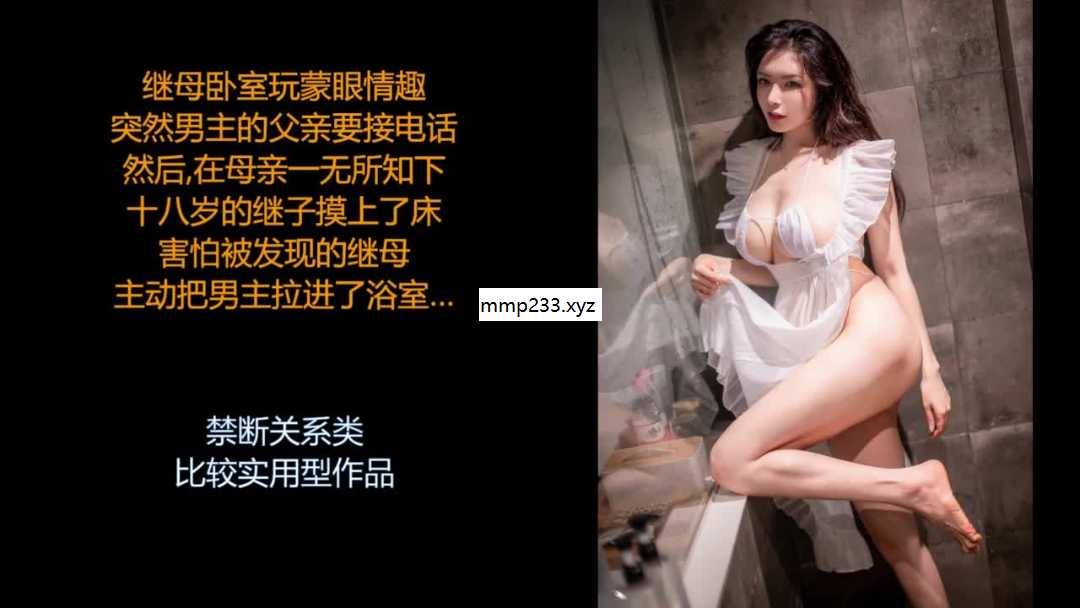 继母卧室玩蒙眼情趣
突然男主的父亲要接电话
然后,在母亲一无所知下
十八岁的继子摸上了床
害怕被发现的继母
主动把男主拉进了浴室...
mmp233.xyz
禁断关系类
比较实用型作品